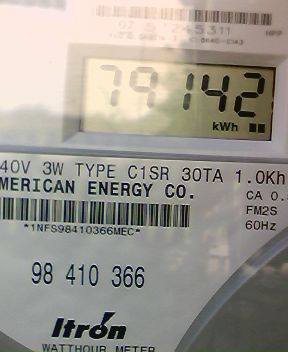 79142
kWh
40V 3W TYPE C1SR 30TA 1.0Kh
MERICAN ENERGY CO.
CA 0.
FM2S
60Hz
*1NFS98410366MEC*
98 410 366
Itrón
WATTHOUR METER